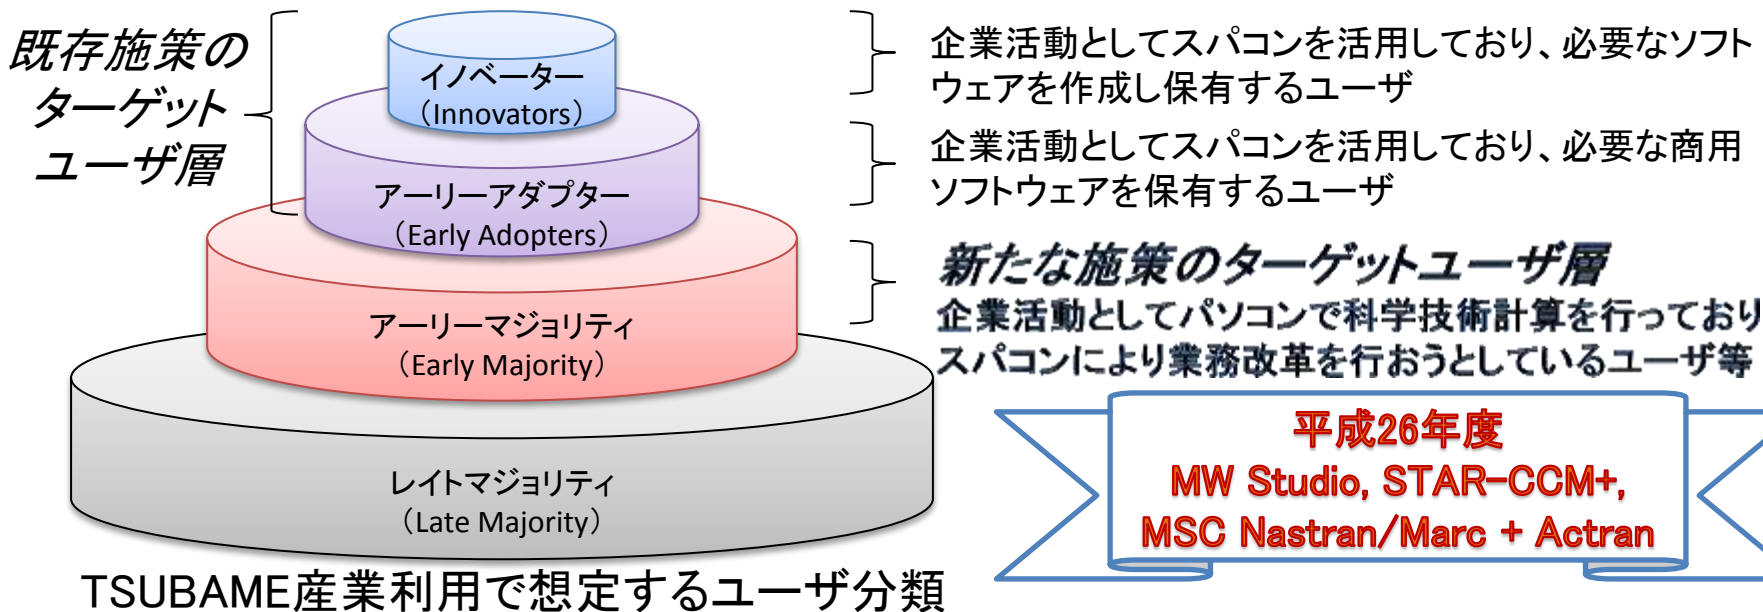 既存施策の
ターゲット
ユーザ層
イノベーター
（Innovators）
アーリーアダプター
（Early Adopters）
アーリーマジョリティ
（Early Majority）
レイトマジョリティ
（Late Majority）
TSUBAME産業利用で想定するユーザ分類
企業活動としてスパコンを活用しており、必要なソフト
ウェアを作成し保有するユーザ
企業活動としてスパコンを活用しており、必要な商用
ソフトウェアを保有するユーザ
新たな施策のターゲットユーザ層
企業活動としてパソコンで科学技術計算を行っており
スパコンにより業務改革を行おうとしているユーザ等
平成26年度
MW Studio, STAR-CCM+,
MSC Nastran/Marc + Actran